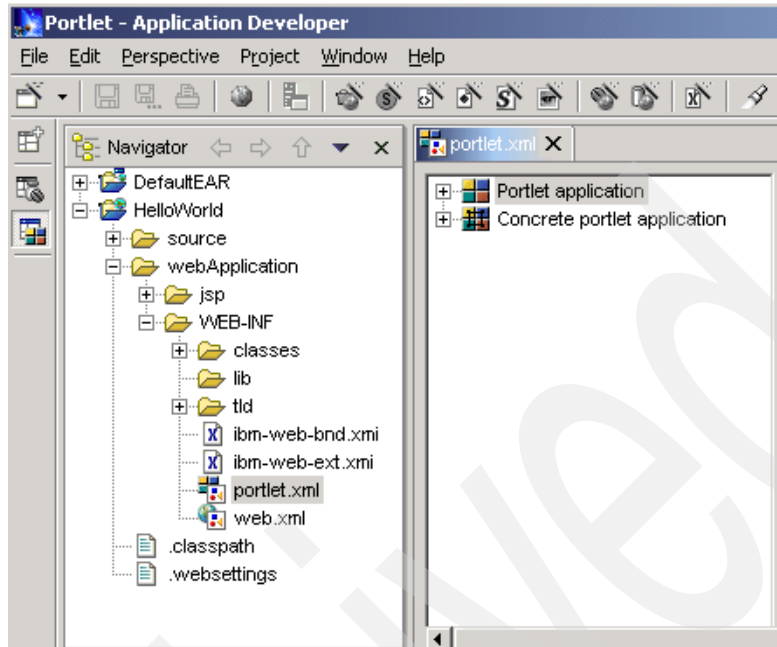 Portlet - Application Developer
File Edit Perspective Project Window Help
Navigator
portlet.xml
DefaultEAR
HelloWorld
source
webApplication
jsp
WEB-INF
classes
lib
tld
ibm-web-bnd.xmi
ibm-web-ext.xmi
portlet.xml
web.xml
.classpath
.websettings
Portlet application
Concrete portlet application